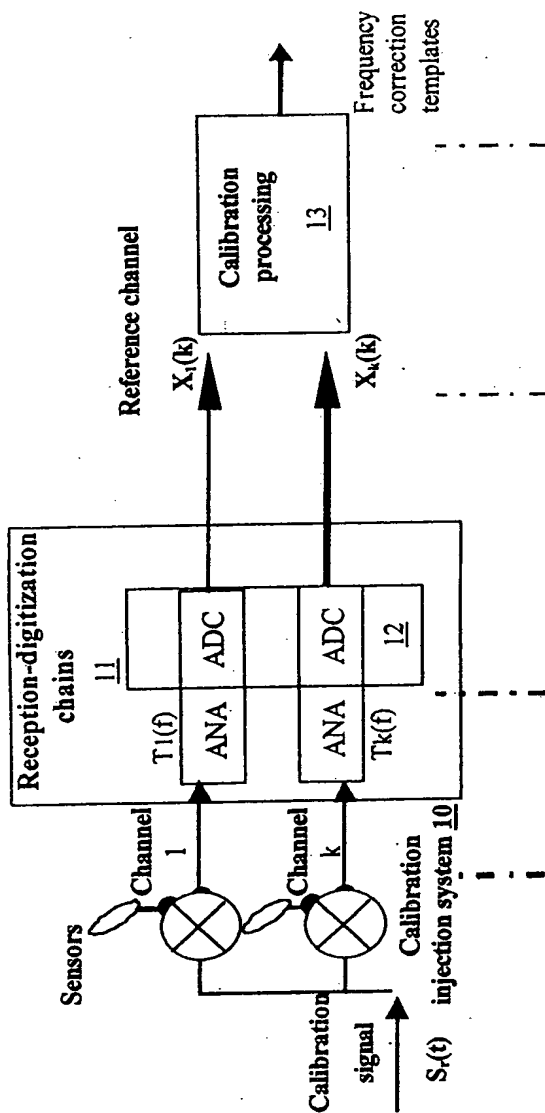 Sensors
Channel
1
Channel
k
Calibration
signal
S_r(t)
Calibration
injection system 10
Reception-digitization
chains
11
T1(f)
ANA
ADC
ANA
ADC
Tk(f)
12
Reference channel
X₁(k)
Xₖ(k)
Calibration
processing
13
Frequency
correction
templates